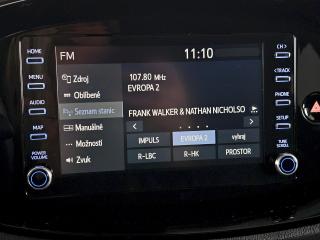 HOME
MENU
AUDIO
MAP
POWER
VOLUME
FM
11:10
Zdroj
Oblíbené
Seznam stanic
Manuálně
Možnosti
Zvuk
107.80 MHz
EVROPA 2
FRANK WALKER & NATHAN NICHOLSO
IMPULS
EVROPA 2
vyhraj
R-LBC
R-HK
PROSTOR
CH >
< TRACK
PHONE
SETUP
TUNE
SCROLL